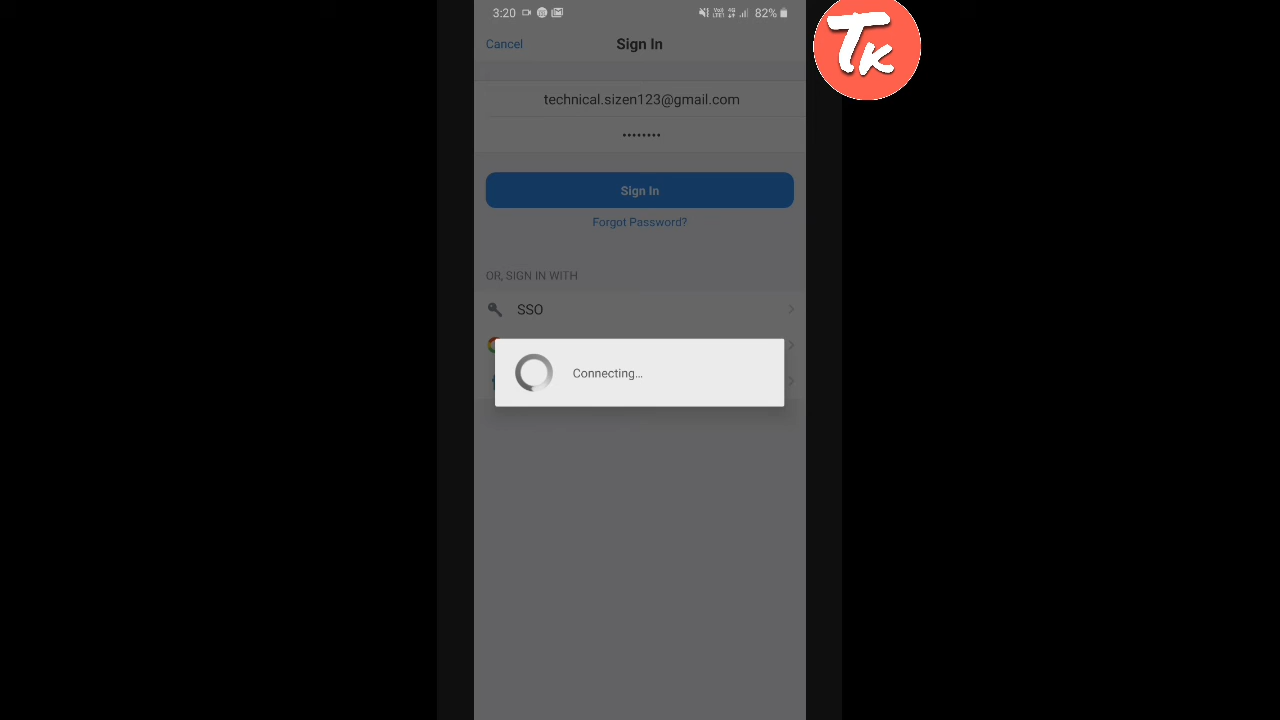 3:20 82%
TK
Cancel Sign In
technical.sizen123@gmail.com
••••••••
Sign In
Forgot Password?
OR, SIGN IN WITH
SSO
Connecting...